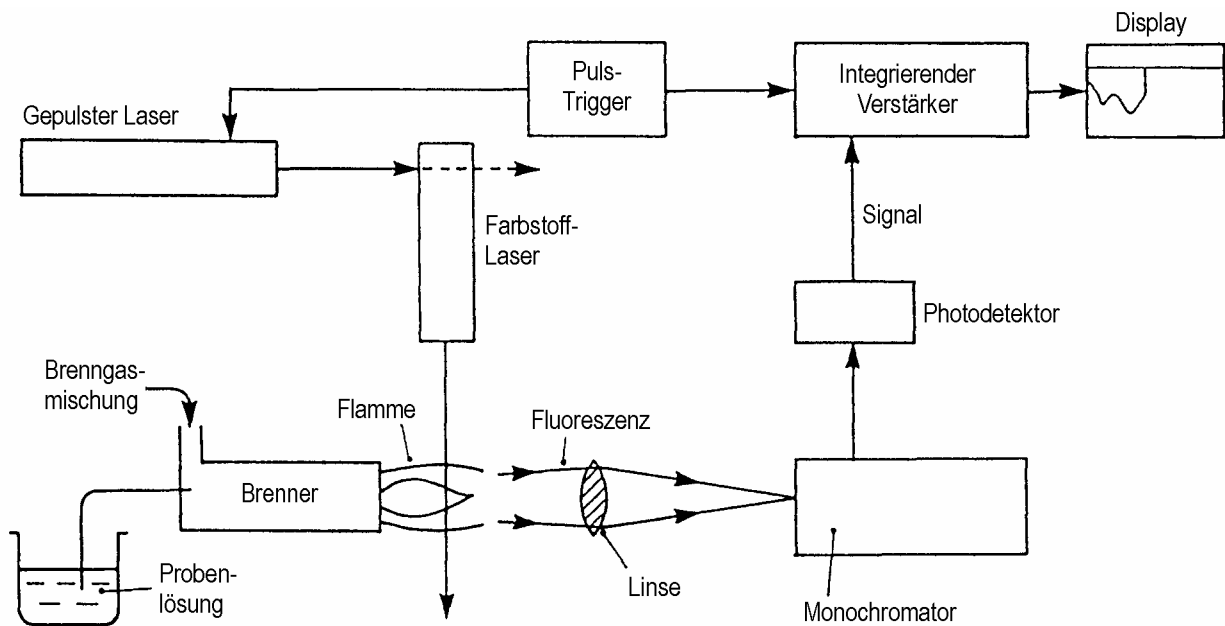 Display
Puls-
Trigger
Integrierender
Verstärker
Gepulster Laser
Farbstoff-
Laser
Signal
Photodetektor
Brenngas-
mischung
Flamme
Fluoreszenz
Brenner
Proben-
lösung
Linse
Monochromator